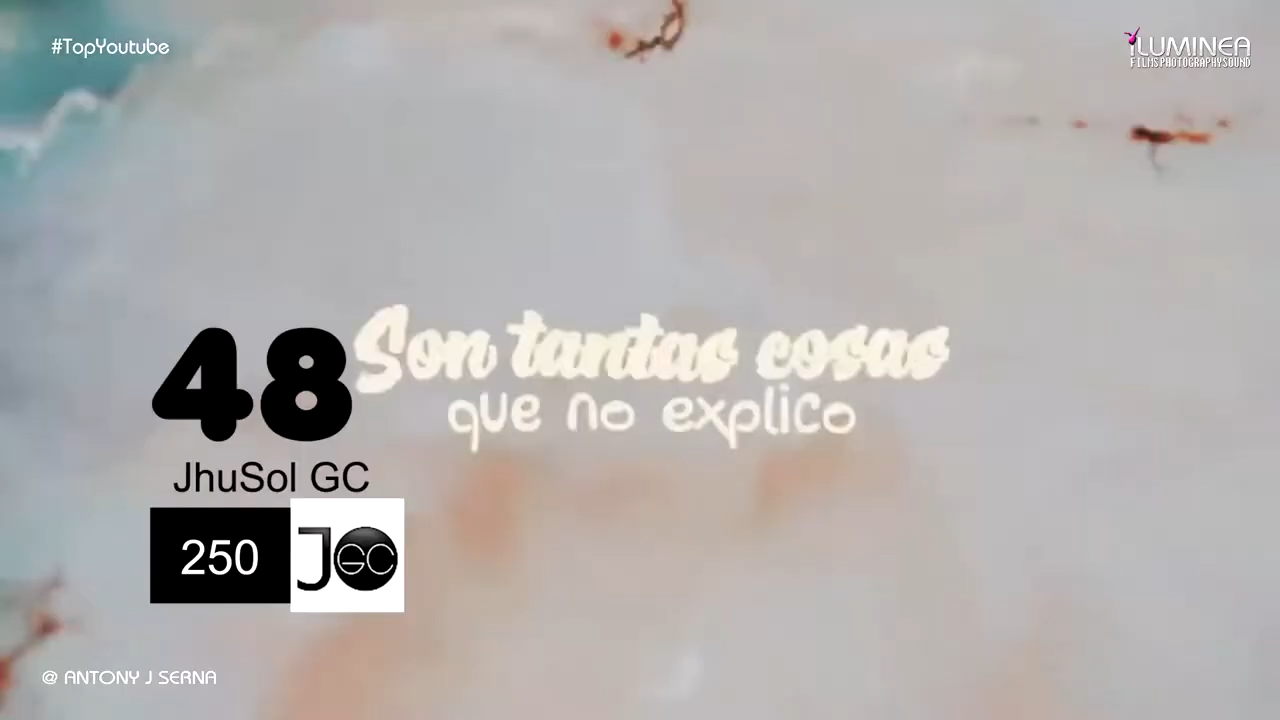 #TopYoutube
iLUMINEA
FILMSPHOTOGRAPHYSOUND
48
Son tantas cosas
que no explico
JhuSol GC
250
JGC
@ ANTONY J SERNA